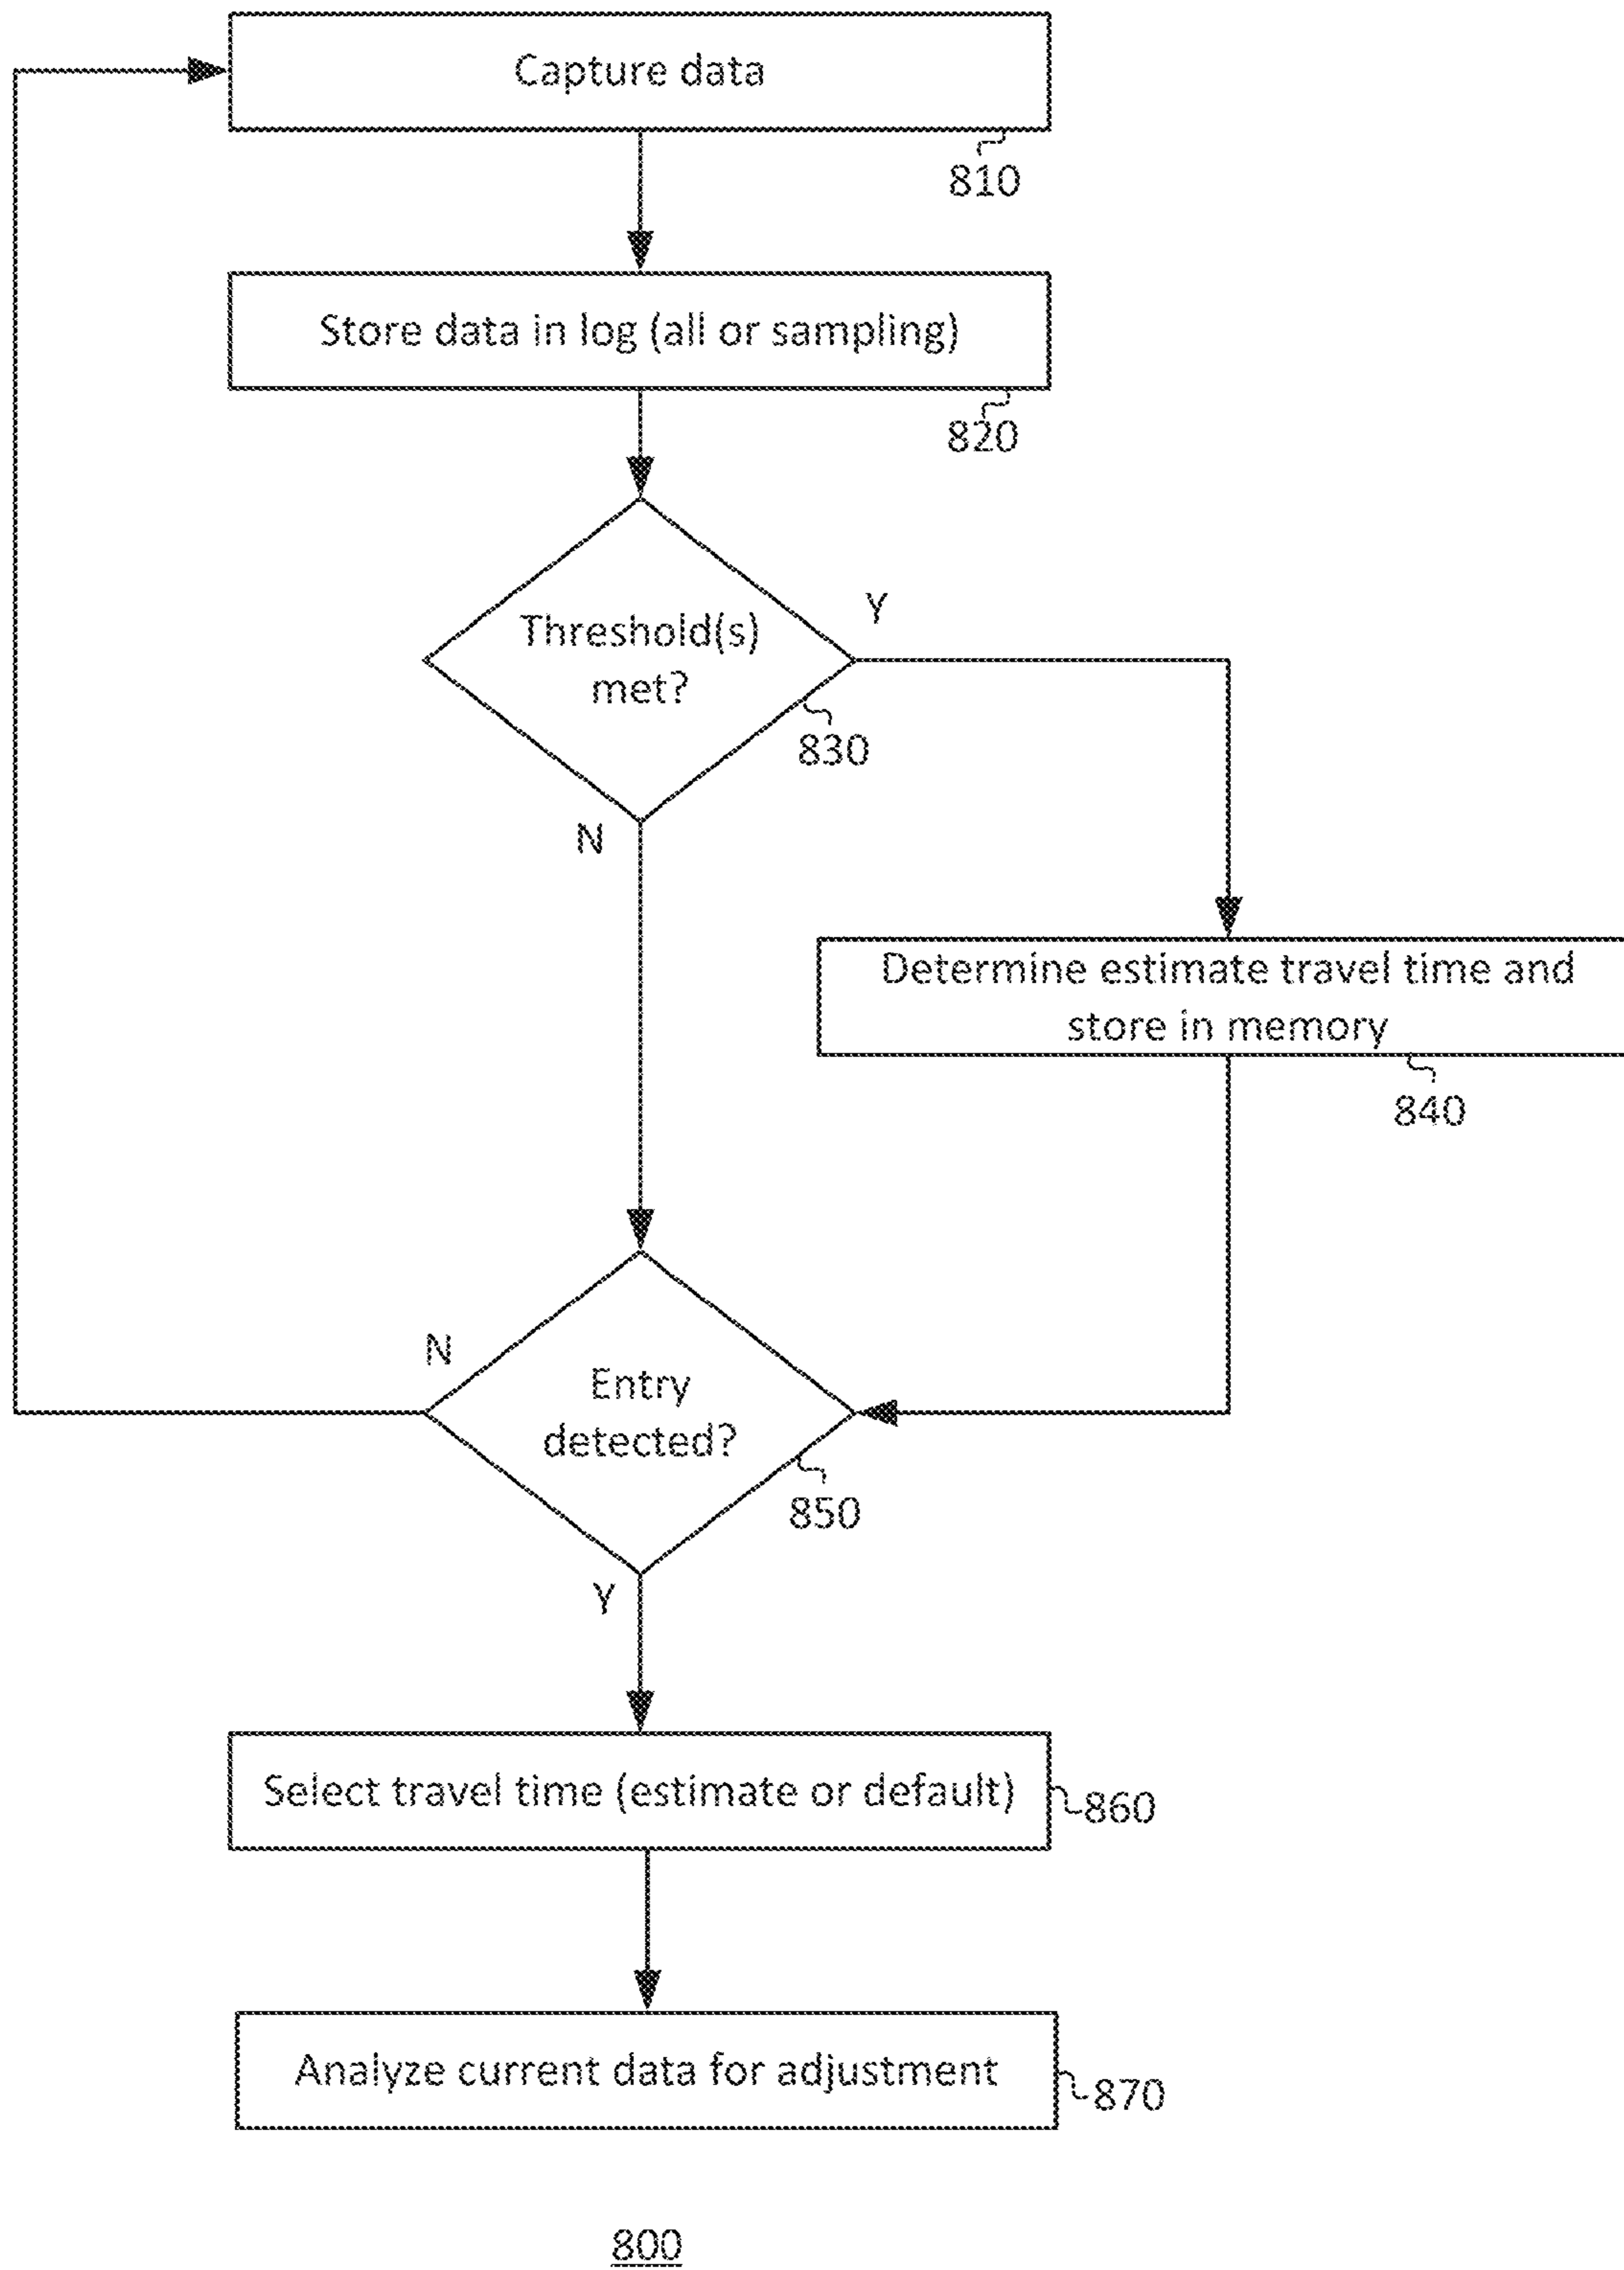 Capture data
810
Store data in log (all or sampling)
820
Threshold(s)
met?
Y
830
N
Determine estimate travel time and
store in memory
840
N
Entry
detected?
850
Y
Select travel time (estimate or default)
860
Analyze current data for adjustment
870
800